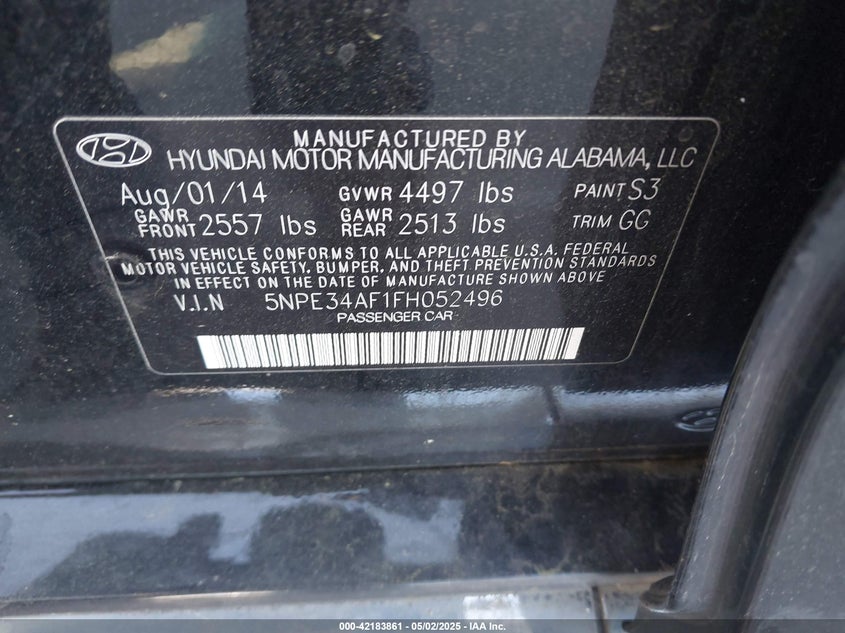 MANUFACTURED BY
HYUNDAI MOTOR MANUFACTURING ALABAMA, LLC
Aug/01/14 GVWR 4497 lbs PAINT S3
GAWR FRONT 2557 lbs GAWR REAR 2513 lbs TRIM GG
THIS VEHICLE CONFORMS TO ALL APPLICABLE U.S.A. FEDERAL
MOTOR VEHICLE SAFETY, BUMPER, AND THEFT PREVENTION STANDARDS
IN EFFECT ON THE DATE OF MANUFACTURE SHOWN ABOVE
V.I.N 5NPE34AF1FH052496
PASSENGER CAR
000-42183861 - 05/02/2025 - IAA Inc.